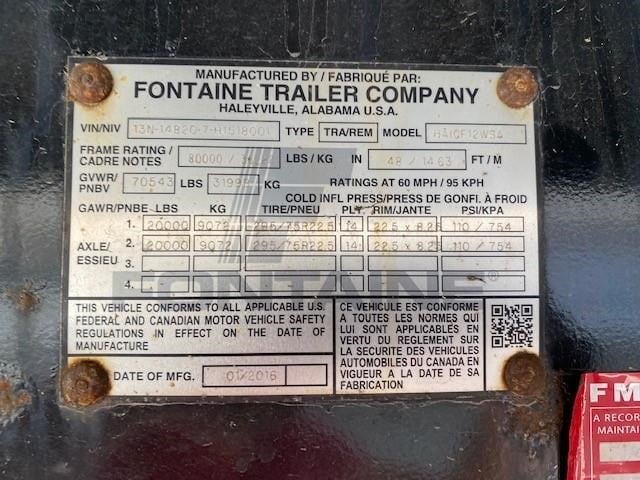 MANUFACTURED BY / FABRIQUÉ PAR:
FONTAINE TRAILER COMPANY
HALEYVILLE, ALABAMA U.S.A.
VIN/NIV 13N-1482C-7-H1518001 TYPE TRA/REM MODEL
FRAME RATING / CADRE NOTES 80000 / LBS / KG IN 48 / 14.63 FT / M
GVWR/ PNBV 70543 LBS KG RATINGS AT 60 MPH / 95 KPH
COLD INFL PRESS/PRESS DE GONFL À FROID
GAWR/PNBE-LBS KG TIRE/PNEU PLY RIM/JANTE PSI/KPA
1. 20000 9072 295/75R22.5 14 22.5 x 8.25 110 / 754
AXLE/ ESSIEU 2. 20000 9072 295/75R22.5 14 22.5 x 8.25 110 / 754
3.
4.
FONTAINE®
THIS VEHICLE CONFORMS TO ALL APPLICABLE U.S.
FEDERAL AND CANADIAN MOTOR VEHICLE SAFETY
REGULATIONS IN EFFECT ON THE DATE OF
MANUFACTURE
DATE OF MFG. 01/2016
CE VEHICULE EST CONFORME
A TOUTES LES NORMES QUI
LUI SONT APPLICABLES EN
VERTU DU REGLEMENT SUR
LA SECURITE DES VEHICULES
AUTOMOBILES DU CANADA EN
VIGUEUR A LA DATE DE SA
FABRICATION
FM
A RECOR
MAINTAI